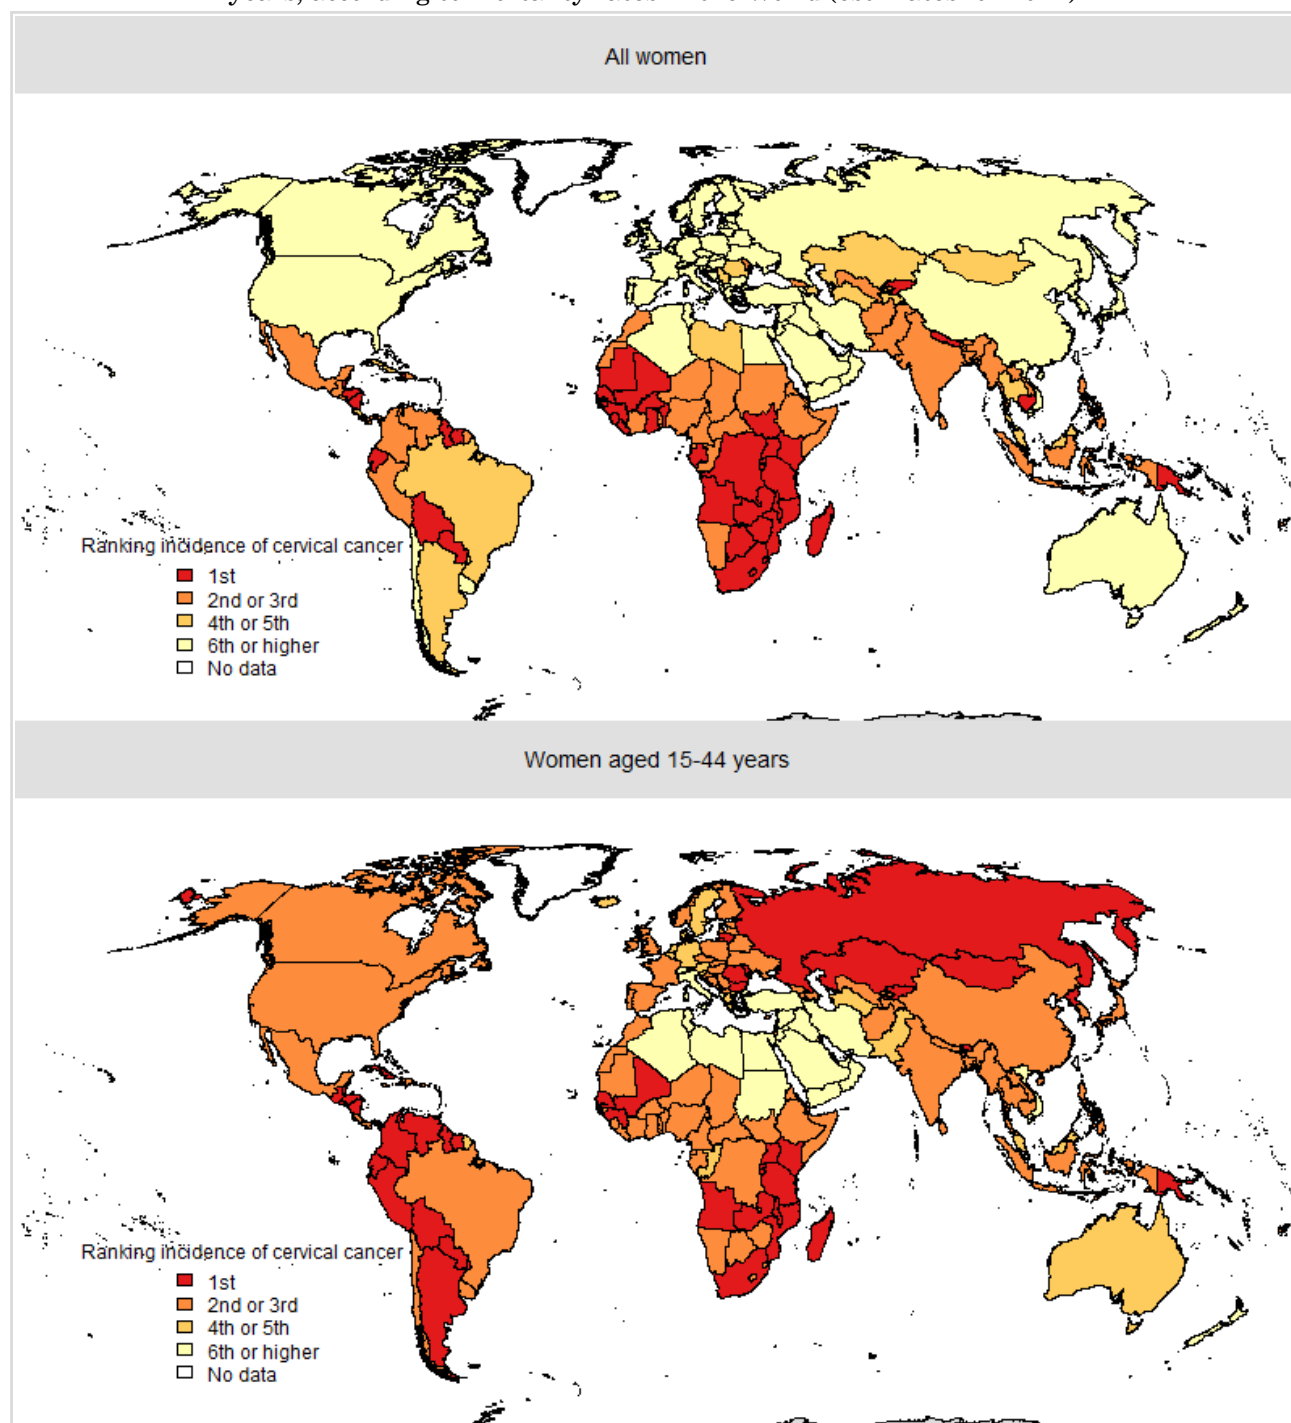 All women
Ranking incidence of cervical cancer
1st
2nd or 3rd
4th or 5th
6th or higher
No data
Women aged 15-44 years
Ranking incidence of cervical cancer
1st
2nd or 3rd
4th or 5th
6th or higher
No data